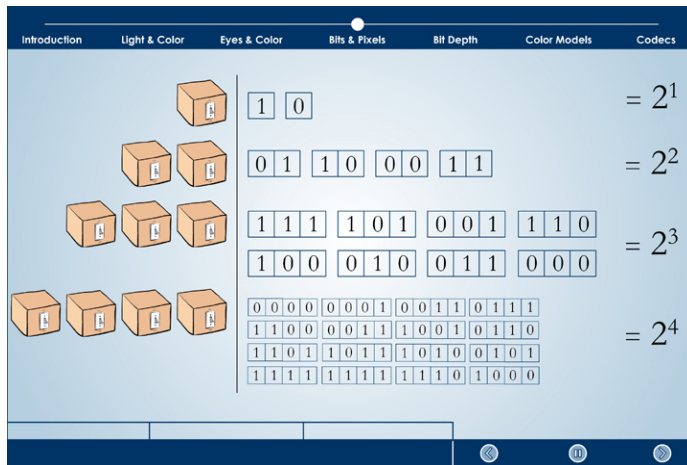 Introduction Light & Color Eyes & Color Bits & Pixels Bit Depth Color Models Codecs
1 0 = 2¹
0 1 1 0 0 0 1 1 = 2²
1 1 1 1 0 1 0 0 1 1 1 0
= 2³
1 0 0 0 1 0 0 1 1 0 0 0
0 0 0 0 0 0 0 1 0 0 1 1 0 1 1 1
1 1 0 0 0 0 1 1 1 0 0 1 0 1 1 0
= 2⁴
1 1 0 1 1 0 1 1 1 0 1 0 0 1 0 1
1 1 1 1 1 1 1 1 1 1 1 0 1 0 0 0